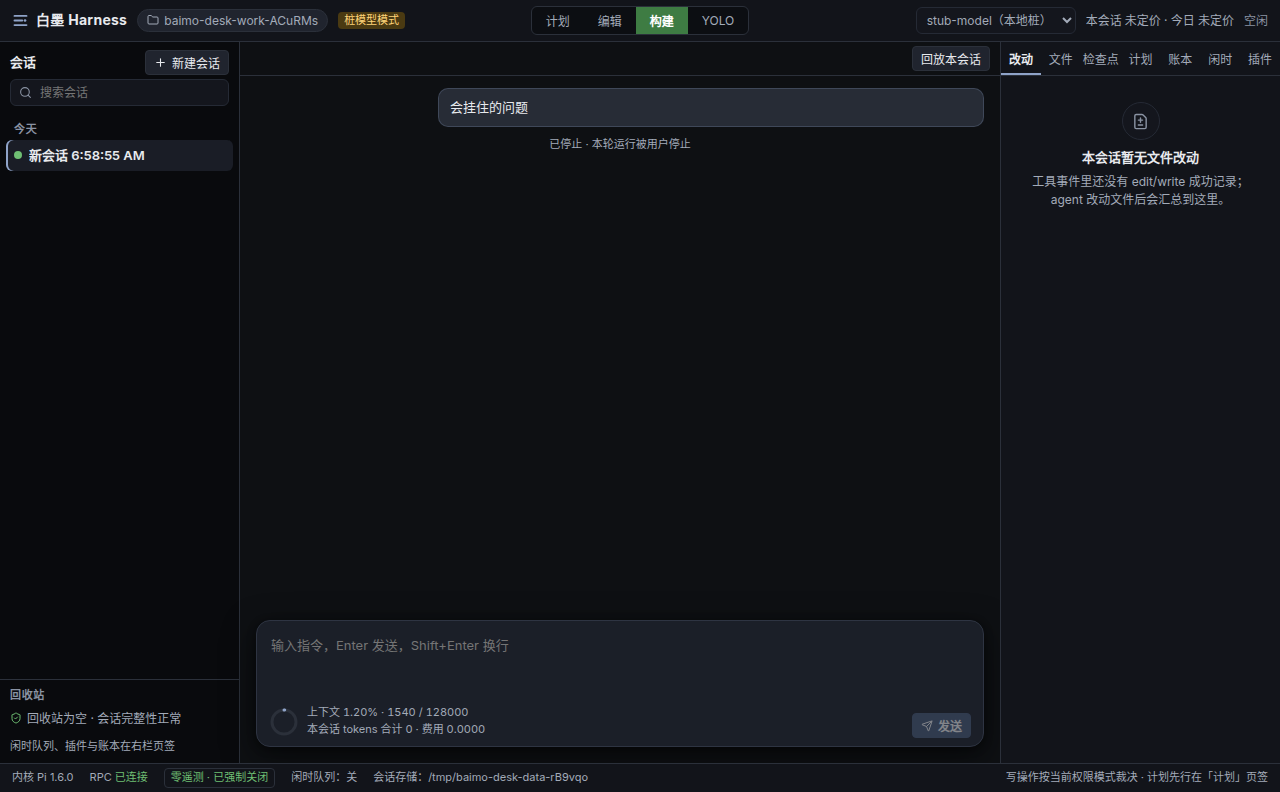 白墨 Harness
baimo-desk-work-ACuRMs
桩模型模式
计划
编辑
构建
YOLO
stub-model（本地桩）
本会话 未定价 · 今日 未定价
空闲
会话
新建会话
搜索会话
今天
新会话 6:58:55 AM
回收站
回收站为空 · 会话完整性正常
闲时队列、插件与账本在右栏页签
回放本会话
会挂住的问题
已停止 · 本轮运行被用户停止
输入指令，Enter 发送，Shift+Enter 换行
上下文 1.20% · 1540 / 128000
本会话 tokens 合计 0 · 费用 0.0000
发送
改动
文件
检查点
计划
账本
闲时
插件
本会话暂无文件改动
工具事件里还没有 edit/write 成功记录；
agent 改动文件后会汇总到这里。
内核 Pi 1.6.0
RPC 已连接
零遥测 · 已强制关闭
闲时队列：关
会话存储：/tmp/baimo-desk-data-rB9vqo
写操作按当前权限模式裁决 · 计划先行在「计划」页签